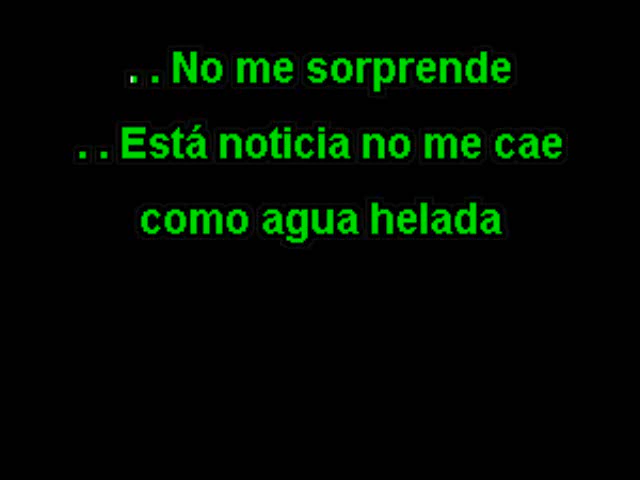 . . No me sorprende
. . Está noticia no me cae
como agua helada